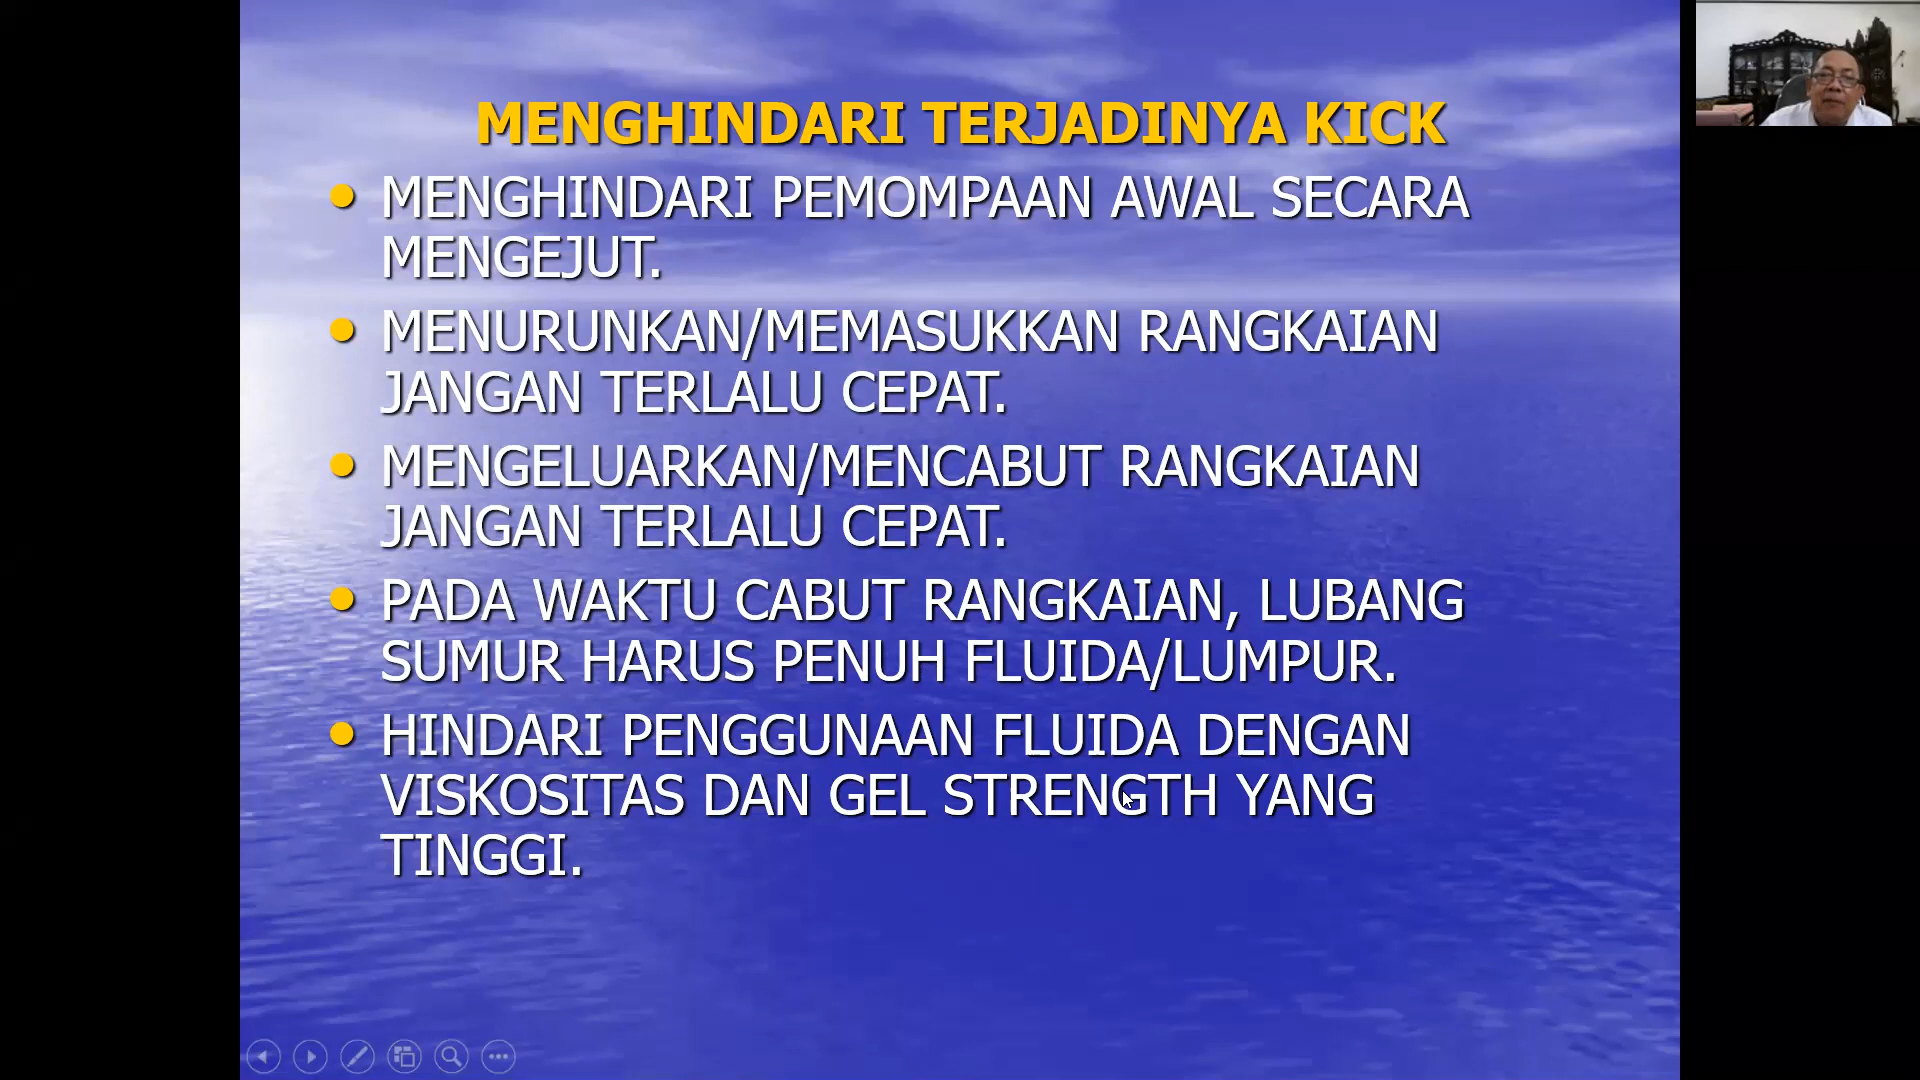 MENGHINDARI TERJADINYA KICK
MENGHINDARI PEMOMPAAN AWAL SECARA
MENGEJUT.
MENURUNKAN/MEMASUKKAN RANGKAIAN
JANGAN TERLALU CEPAT.
MENGELUARKAN/MENCABUT RANGKAIAN
JANGAN TERLALU CEPAT.
PADA WAKTU CABUT RANGKAIAN, LUBANG
SUMUR HARUS PENUH FLUIDA/LUMPUR.
HINDARI PENGGUNAAN FLUIDA DENGAN
VISKOSITAS DAN GEL STRENGTH YANG
TINGGI.